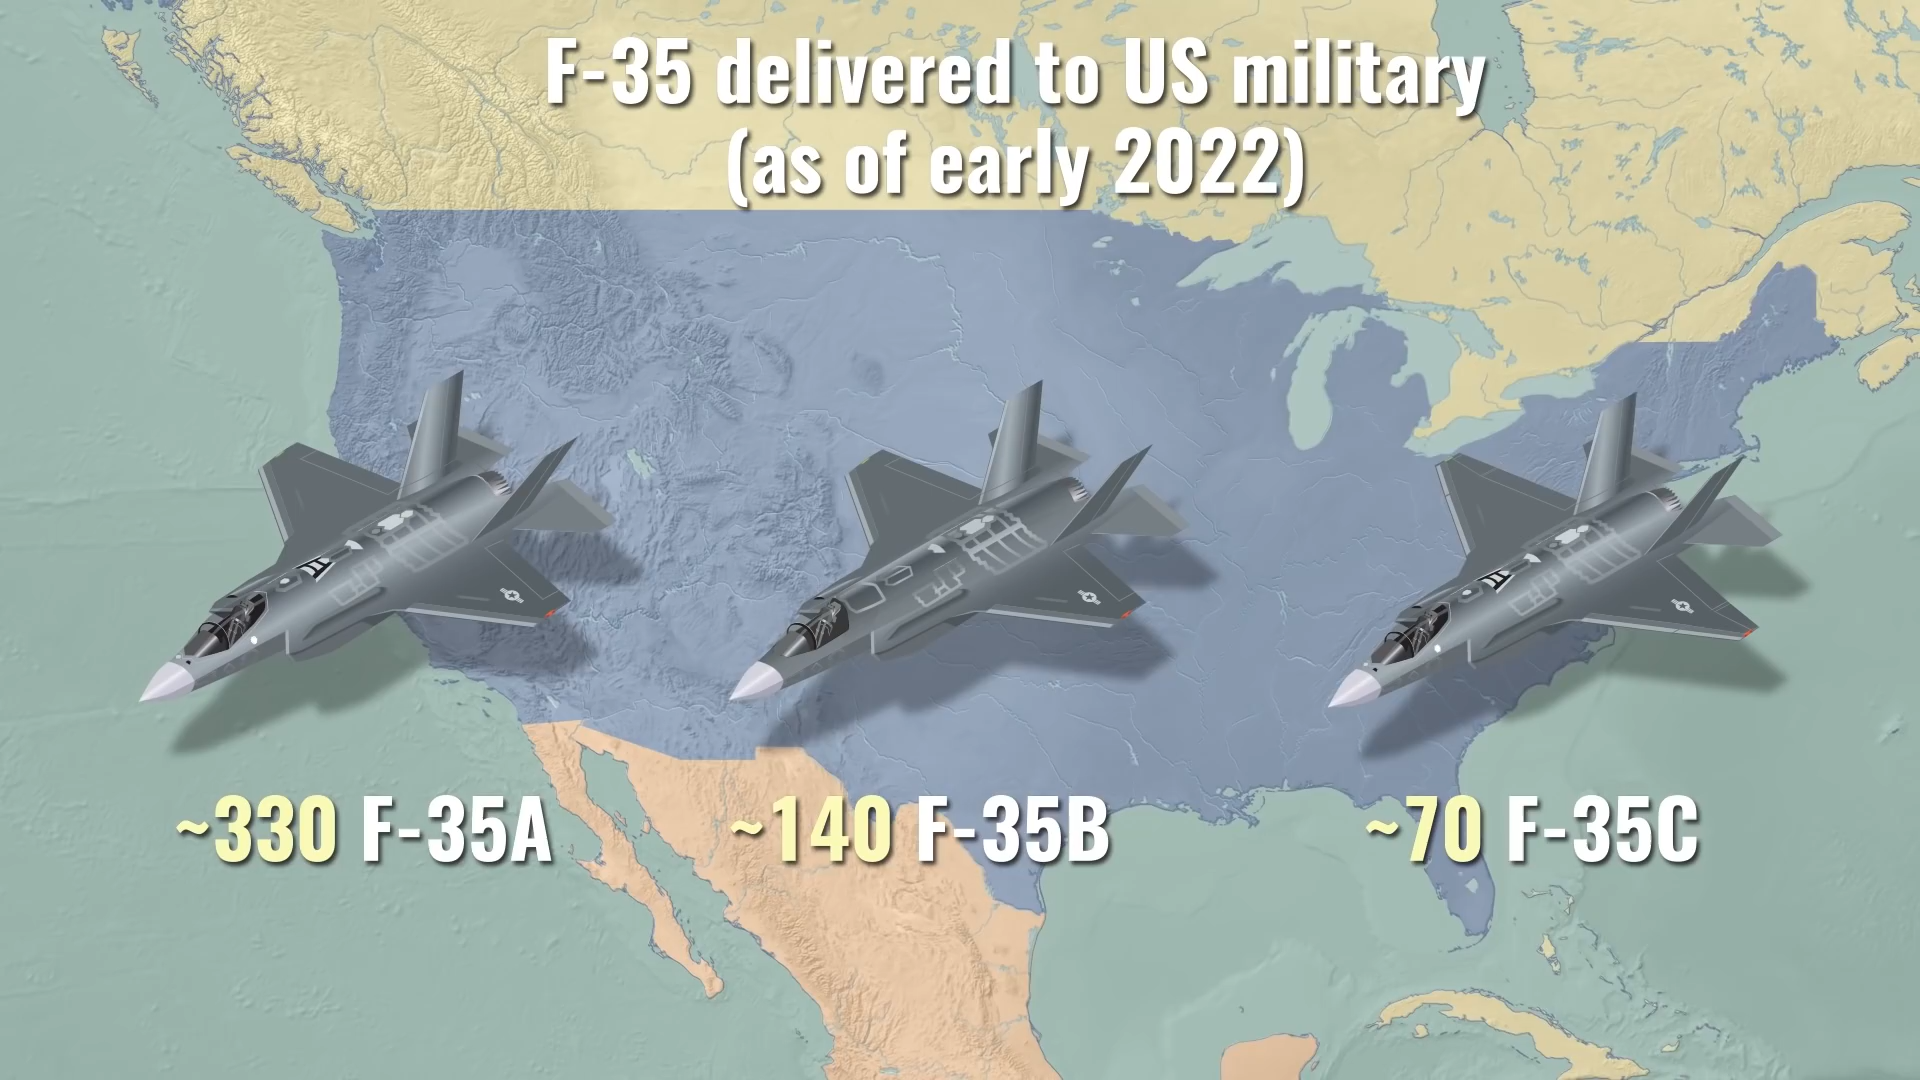 F-35 delivered to US military
(as of early 2022)
~330 F-35A
~140 F-35B
~70 F-35C